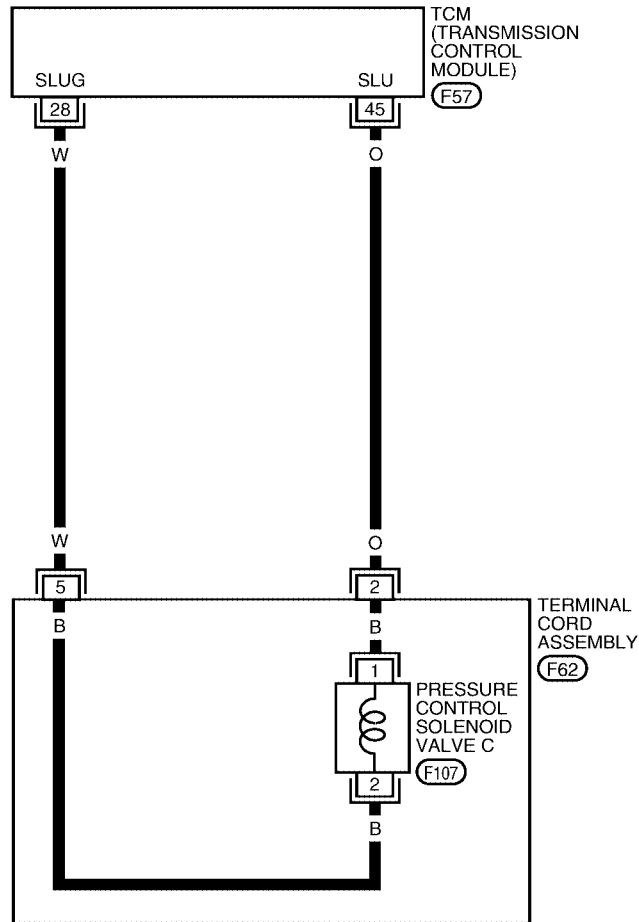 TCM
(TRANSMISSION
CONTROL
MODULE)
F57
SLUG
SLU
28
45
W
O
W
O
5
2
B
B
TERMINAL
CORD
ASSEMBLY
F62
1
PRESSURE
CONTROL
SOLENOID
VALVE C
F107
2
B